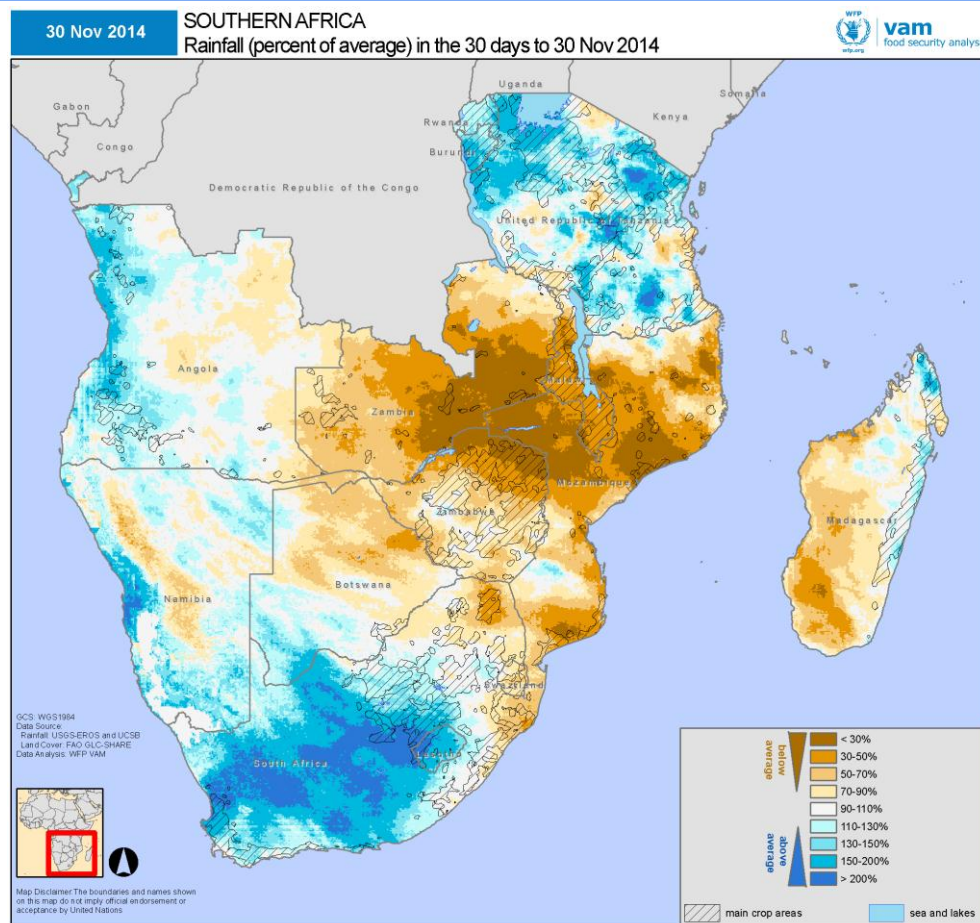 30 Nov 2014
SOUTHERN AFRICA
Rainfall (percent of average) in the 30 days to 30 Nov 2014
WFP
wfp.org
vam
food security analys
Uganda
Somalia
Gabon
Kenya
Rwanda
Congo
Burundi
Democratic Republic of the Congo
United Republic of Tanzania
Angola
Malawi
Zambia
Mozambique
Zimbabwe
Madagascar
Botswana
Namibia
Swaziland
Lesotho
South Africa
GCS: WGS1984
Data Source:
Rainfall: USGS-EROS and UCSB
Land Cover: FAO GLC-SHARE
Data Analysis: WFP VAM
Map Disclaimer: The boundaries and names shown
on this map do not imply official endorsement or
acceptance by United Nations
below
average
above
average
< 30%
30-50%
50-70%
70-90%
90-110%
110-130%
130-150%
150-200%
> 200%
main crop areas
sea and lakes